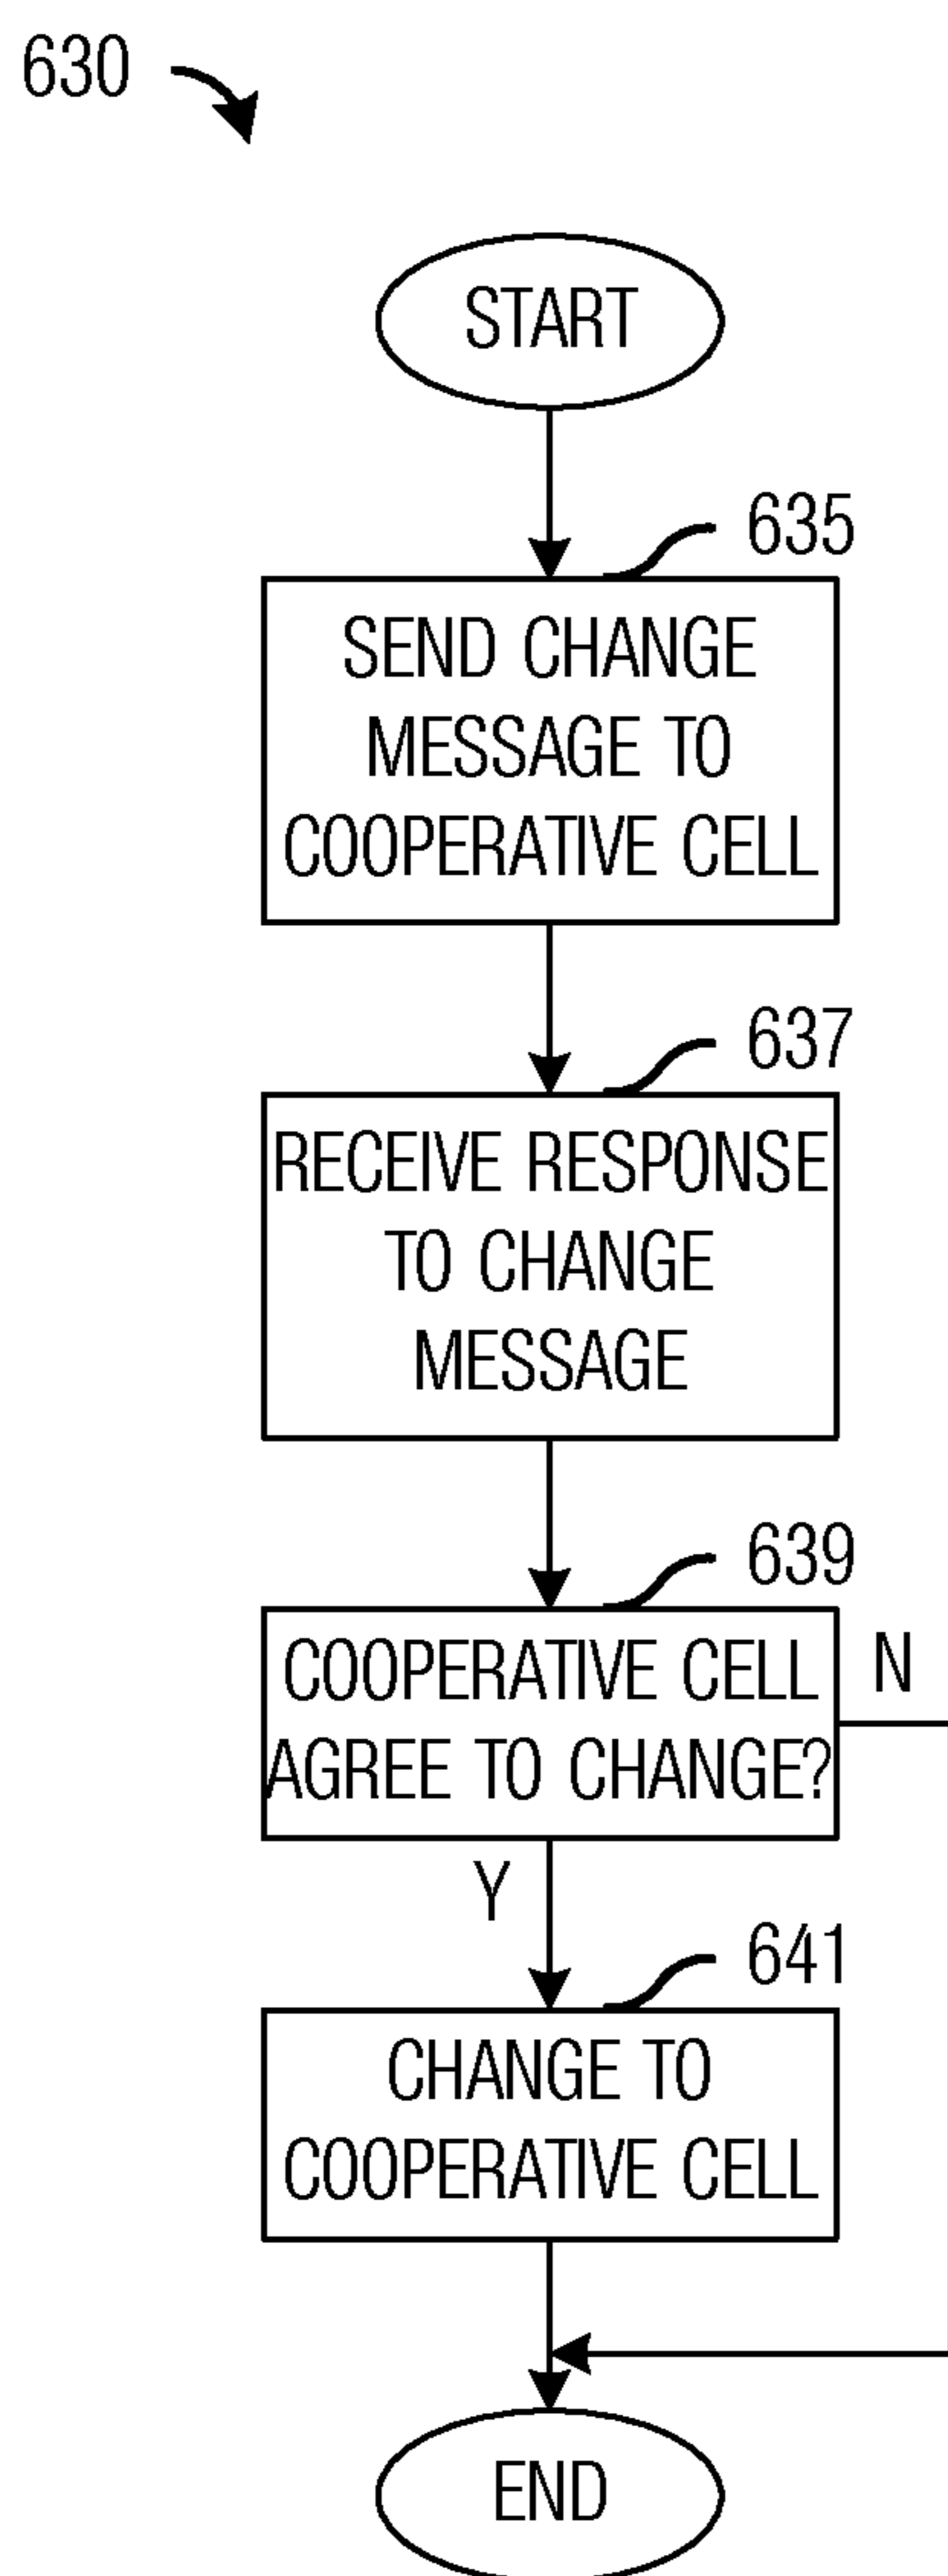 630
START
635
SEND CHANGE
MESSAGE TO
COOPERATIVE CELL
637
RECEIVE RESPONSE
TO CHANGE
MESSAGE
639
COOPERATIVE CELL
AGREE TO CHANGE?
N
Y
641
CHANGE TO
COOPERATIVE CELL
END